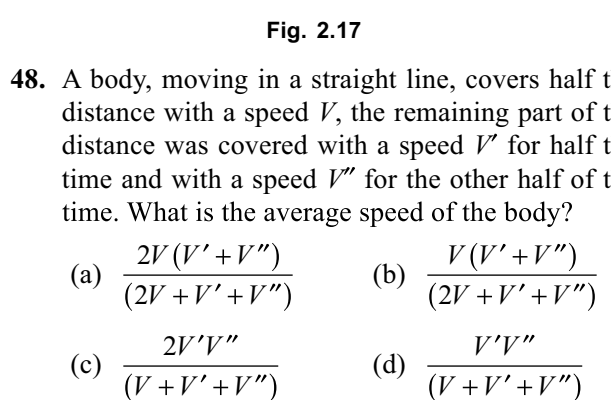 Fig. 2.17
48. A body, moving in a straight line, covers half t
distance with a speed V, the remaining part of t
distance was covered with a speed V′ for half t
time and with a speed V″ for the other half of t
time. What is the average speed of the body?
(a) 2V(V′ + V″) / (2V + V′ + V″) (b) V(V′ + V″) / (2V + V′ + V″)
(c) 2V′V″ / (V + V′ + V″) (d) V′V″ / (V + V′ + V″)